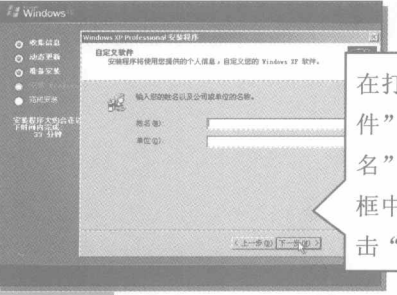 Windows
Windows XP Professional 安装程序
收集信息
动态更新
准备安装
完成安装
安装程序大约会在以
下时间内完成:
33 分钟
自定义软件
安装程序将使用您提供的个人信息，自定义您的 Windows XP 软件。
输入您的姓名以及公司或单位的名称。
姓名(M):
单位(O):
< 上一步(B)
下一步(N) >
在打
件”
名”
框中
击“